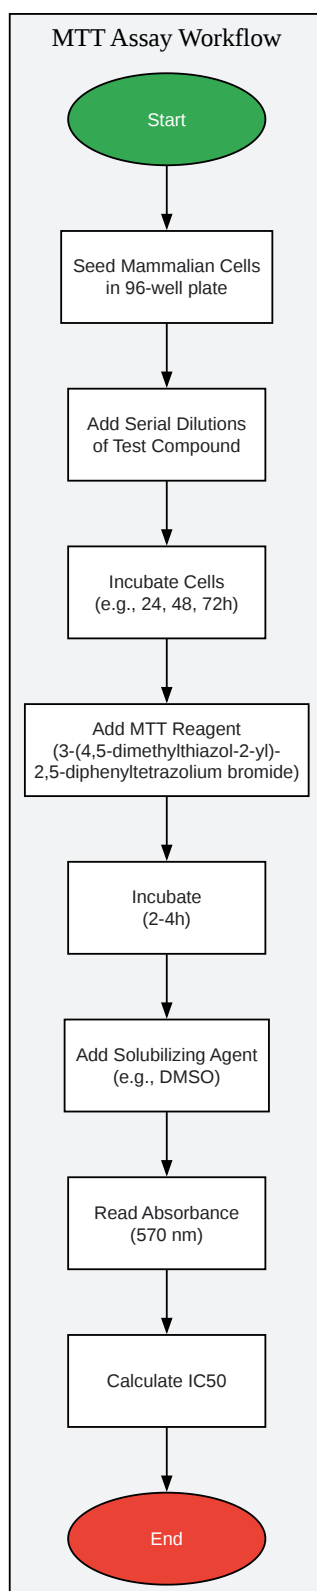 MTT Assay Workflow
Start
Seed Mammalian Cells
in 96-well plate
Add Serial Dilutions
of Test Compound
Incubate Cells
(e.g., 24, 48, 72h)
Add MTT Reagent
(3-(4,5-dimethylthiazol-2-yl)-
2,5-diphenyltetrazolium bromide)
Incubate
(2-4h)
Add Solubilizing Agent
(e.g., DMSO)
Read Absorbance
(570 nm)
Calculate IC50
End